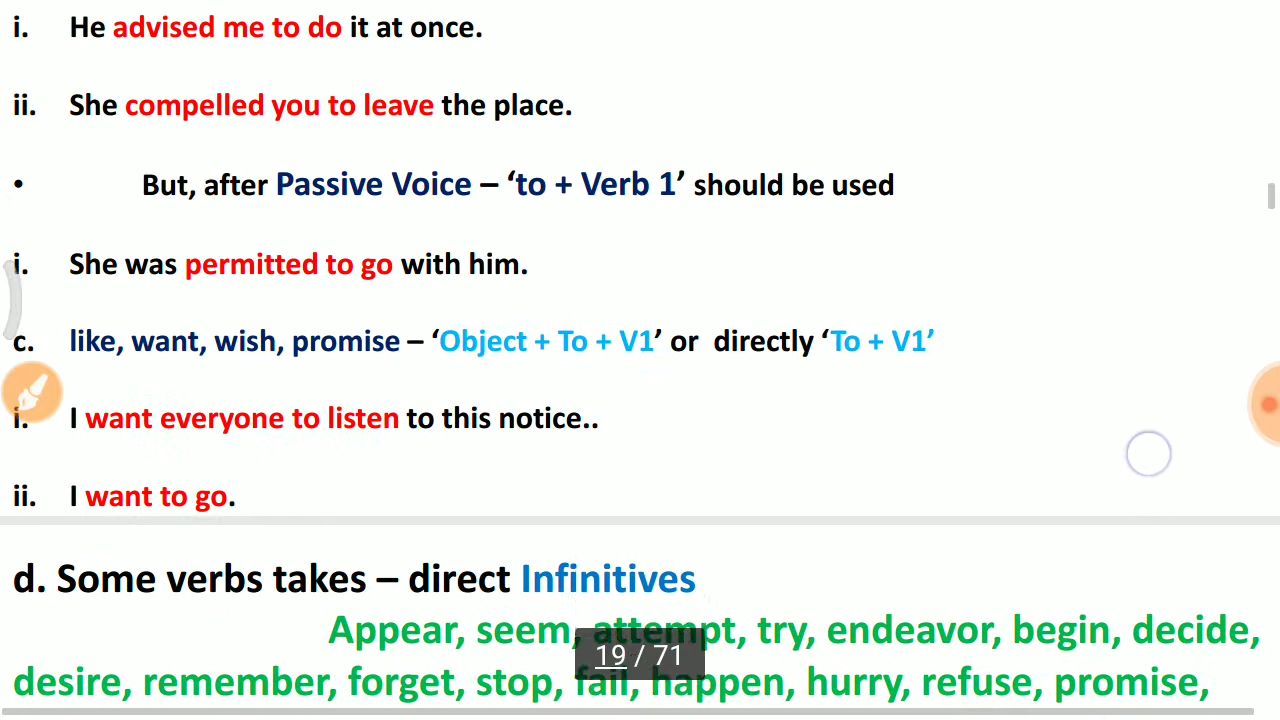 i. He advised me to do it at once.
ii. She compelled you to leave the place.
• But, after Passive Voice – ‘to + Verb 1’ should be used
i. She was permitted to go with him.
c. like, want, wish, promise – ‘Object + To + V1’ or directly ‘To + V1’
i. I want everyone to listen to this notice..
ii. I want to go.
d. Some verbs takes – direct Infinitives
Appear, seem, attempt, try, endeavor, begin, decide,
desire, remember, forget, stop, fail, happen, hurry, refuse, promise,
19 / 71